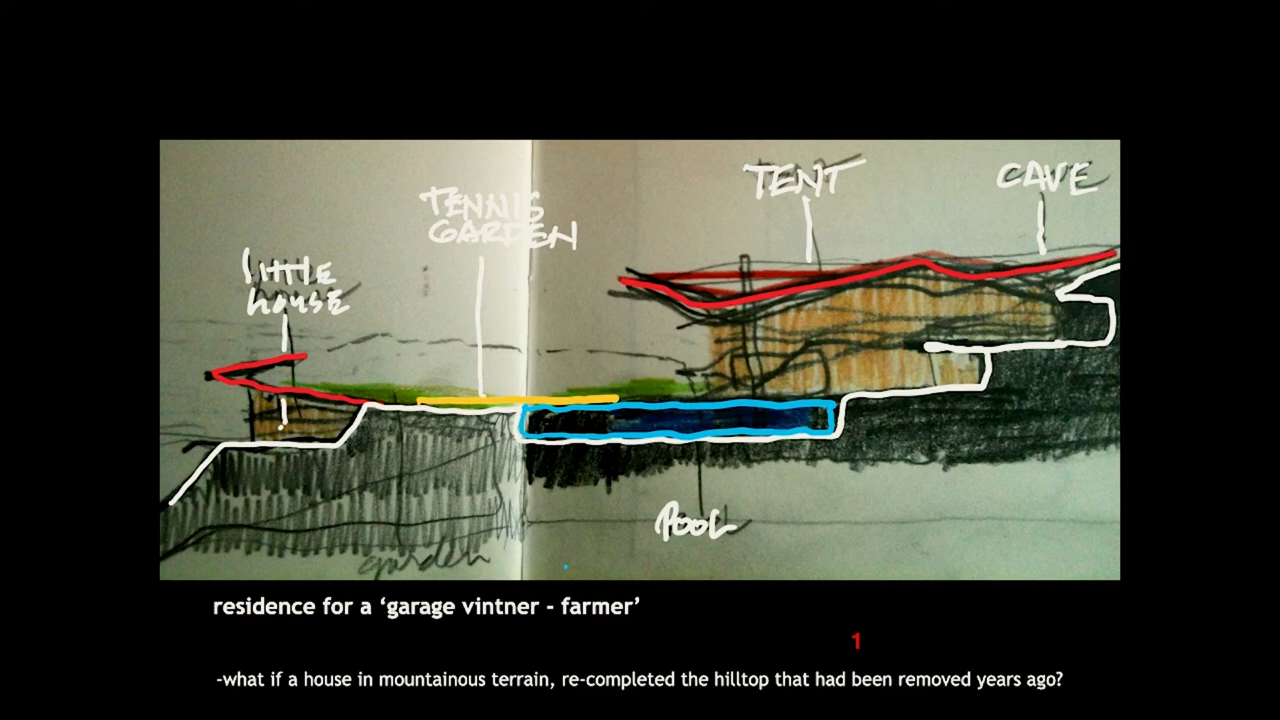 TENT
CAVE
TENNIS
GARDEN
little
house
POOL
garden
residence for a ‘garage vintner - farmer’
1
-what if a house in mountainous terrain, re-completed the hilltop that had been removed years ago?